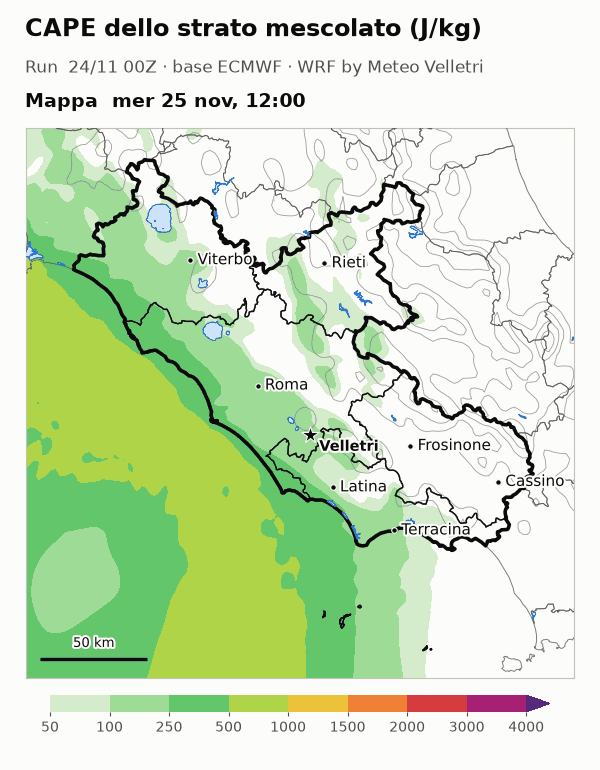 CAPE dello strato mescolato (J/kg)
Run  24/11 00Z · base ECMWF · WRF by Meteo Velletri
Mappa  mer 25 nov, 12:00
Viterbo
Rieti
Roma
Velletri
Frosinone
Cassino
Latina
Terracina
50 km
50 100 250 500 1000 1500 2000 3000 4000